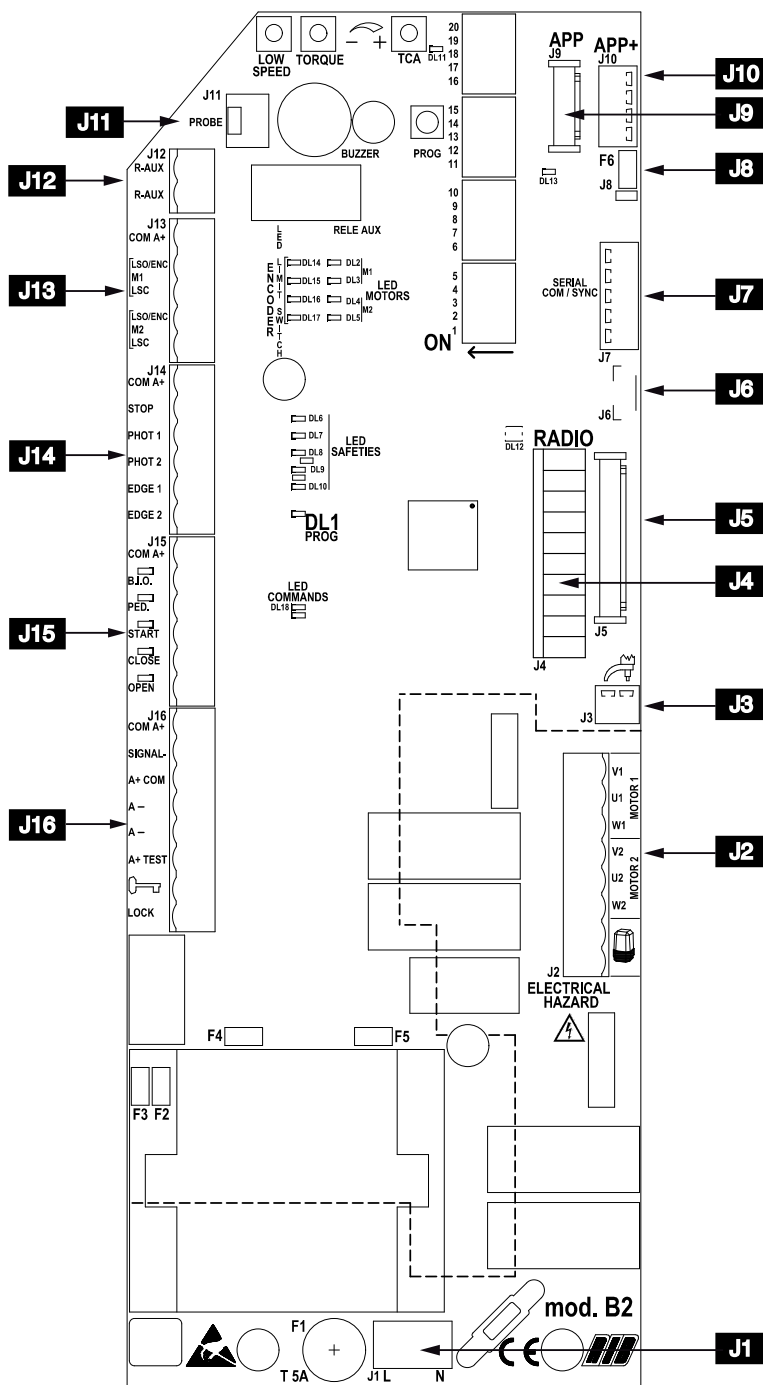 LOW SPEED
TORQUE
− +
TCA
DL11
20
19
18
17
16
APP
J9
APP+
J10
J10
J9
J8
J11
J11
PROBE
BUZZER
PROG
15
14
13
12
11
F6
J8
DL13
J12
J12
R-AUX
R-AUX
RELE AUX
10
9
8
7
6
J13
J13
COM A+
LSO/ENC
M1
LSC
LSO/ENC
M2
LSC
LED LIMIT SWITCH
ENCODER
DL14
DL15
DL16
DL17
DL2
DL3
DL4
DL5
M1
M2
LED MOTORS
5
4
3
2
1
ON
SERIAL
COM / SYNC
J7
J7
J6
J6
J14
J14
COM A+
STOP
PHOT 1
PHOT 2
EDGE 1
EDGE 2
DL6
DL7
DL8
DL9
DL10
LED SAFETIES
DL1
PROG
DL12
RADIO
J5
J4
J5
J4
J15
J15
COM A+
B.I.O.
PED.
START
CLOSE
OPEN
LED
COMMANDS
DL18
J3
J3
J16
J16
COM A+
SIGNAL-
A+ COM
A −
A −
A+ TEST
LOCK
V1
U1
W1
MOTOR 1
V2
U2
W2
MOTOR 2
J2
J2
ELECTRICAL
HAZARD
F4
F5
F3 F2
mod. B2
F1
T 5A
J1 L
N
CE
J1